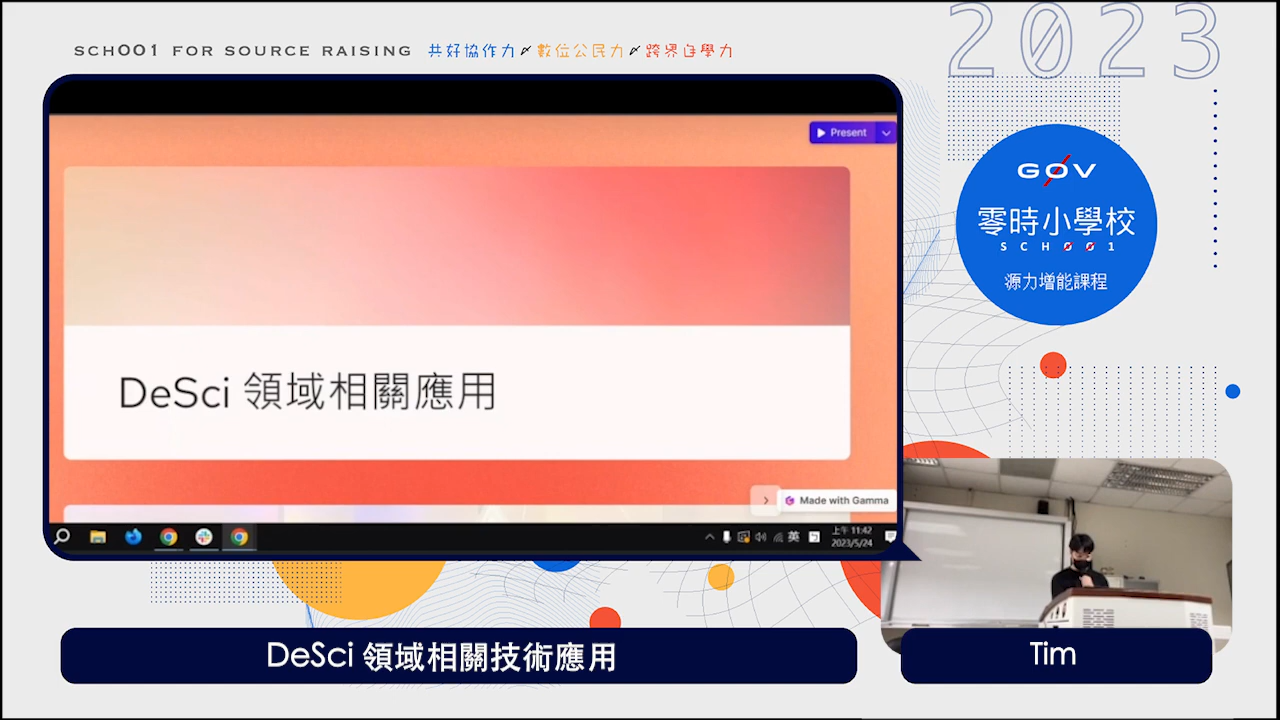 SCHOO1 FOR SOURCE RAISING 共好協作力 〆 數位公民力 〆 跨界自學力
2023
Present
GØV
零時小學校
SCHØØ1
源力增能課程
DeSci 領域相關應用
Made with Gamma
英
上午 11:42
2023/5/24
DeSci 領域相關技術應用
Tim